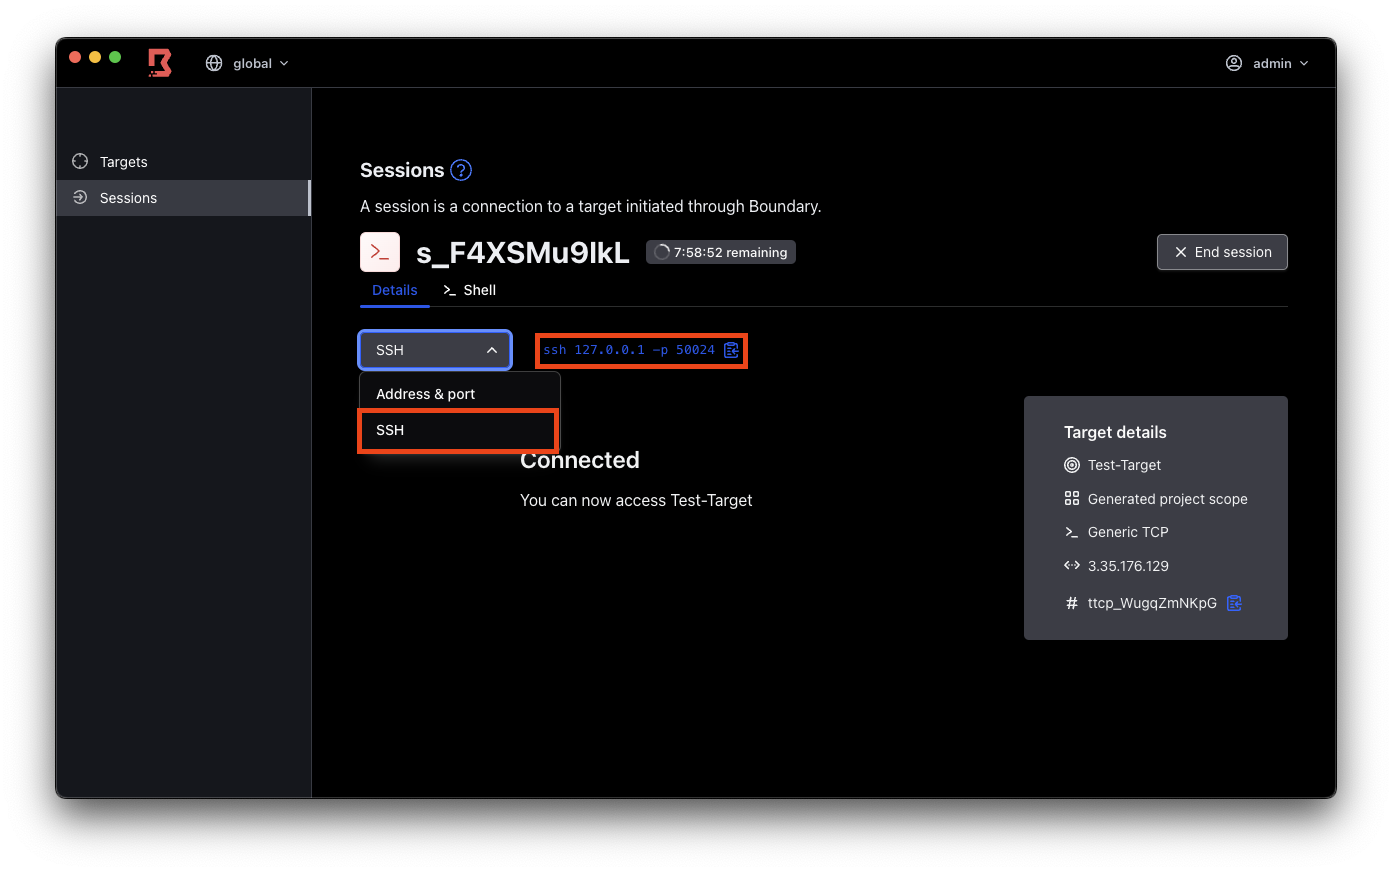 global
admin
Targets
Sessions
Sessions ?
A session is a connection to a target initiated through Boundary.
s_F4XSMu9IkL
7:58:52 remaining
End session
Details
Shell
SSH
ssh 127.0.0.1 -p 50024
Address & port
SSH
Connected
You can now access Test-Target
Target details
Test-Target
Generated project scope
Generic TCP
3.35.176.129
# ttcp_WugqZmNKpG